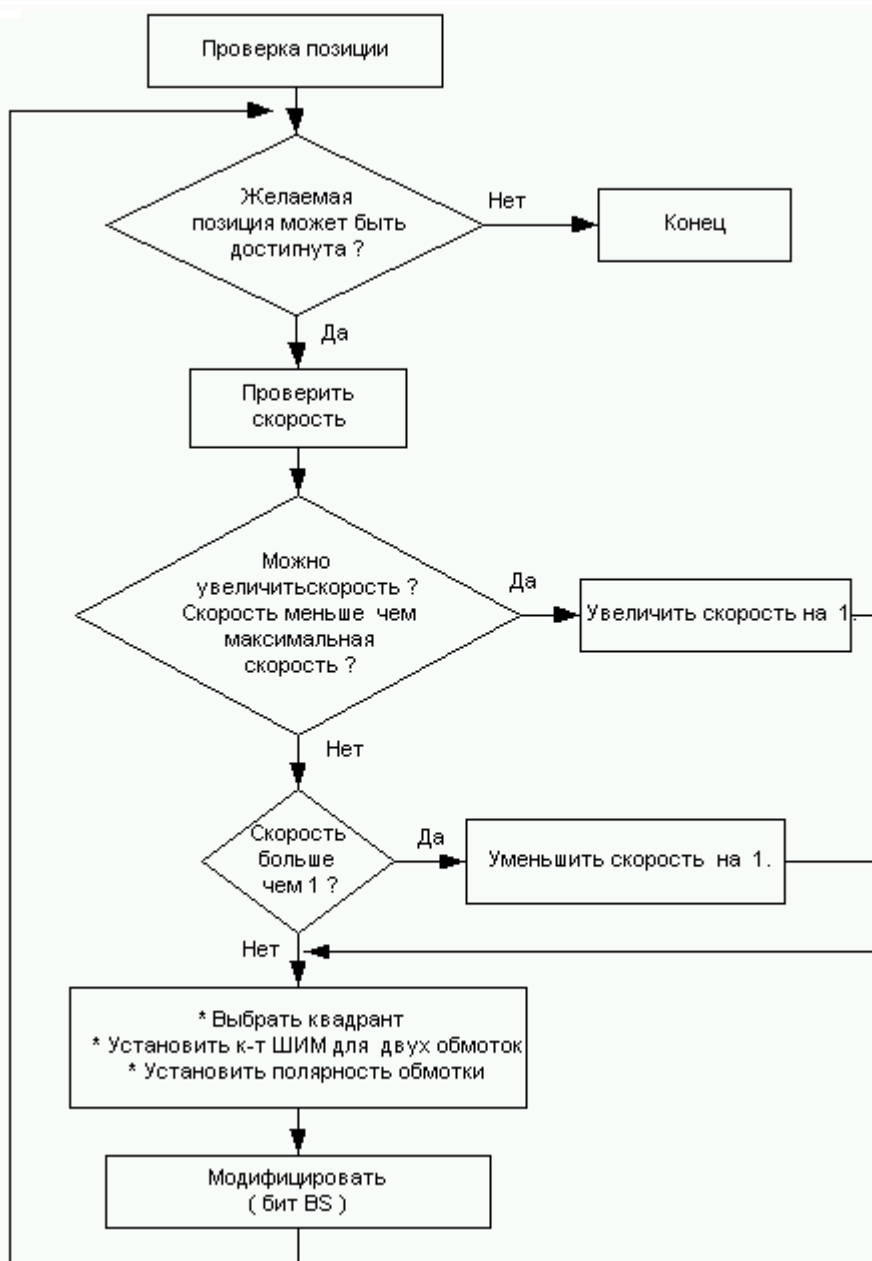 Проверка позиции
Желаемая
позиция может быть
достигнута ?
Нет
Конец
Да
Проверить
скорость
Можно
увеличитьскорость ?
Скорость меньше чем
максимальная
скорость ?
Да
Увеличить скорость на 1.
Нет
Скорость
больше
чем 1 ?
Да
Уменьшить скорость на 1.
Нет
* Выбрать квадрант
* Установить к-т ШИМ для двух обмоток
* Установить полярность обмотки
Модифицировать
( бит BS )